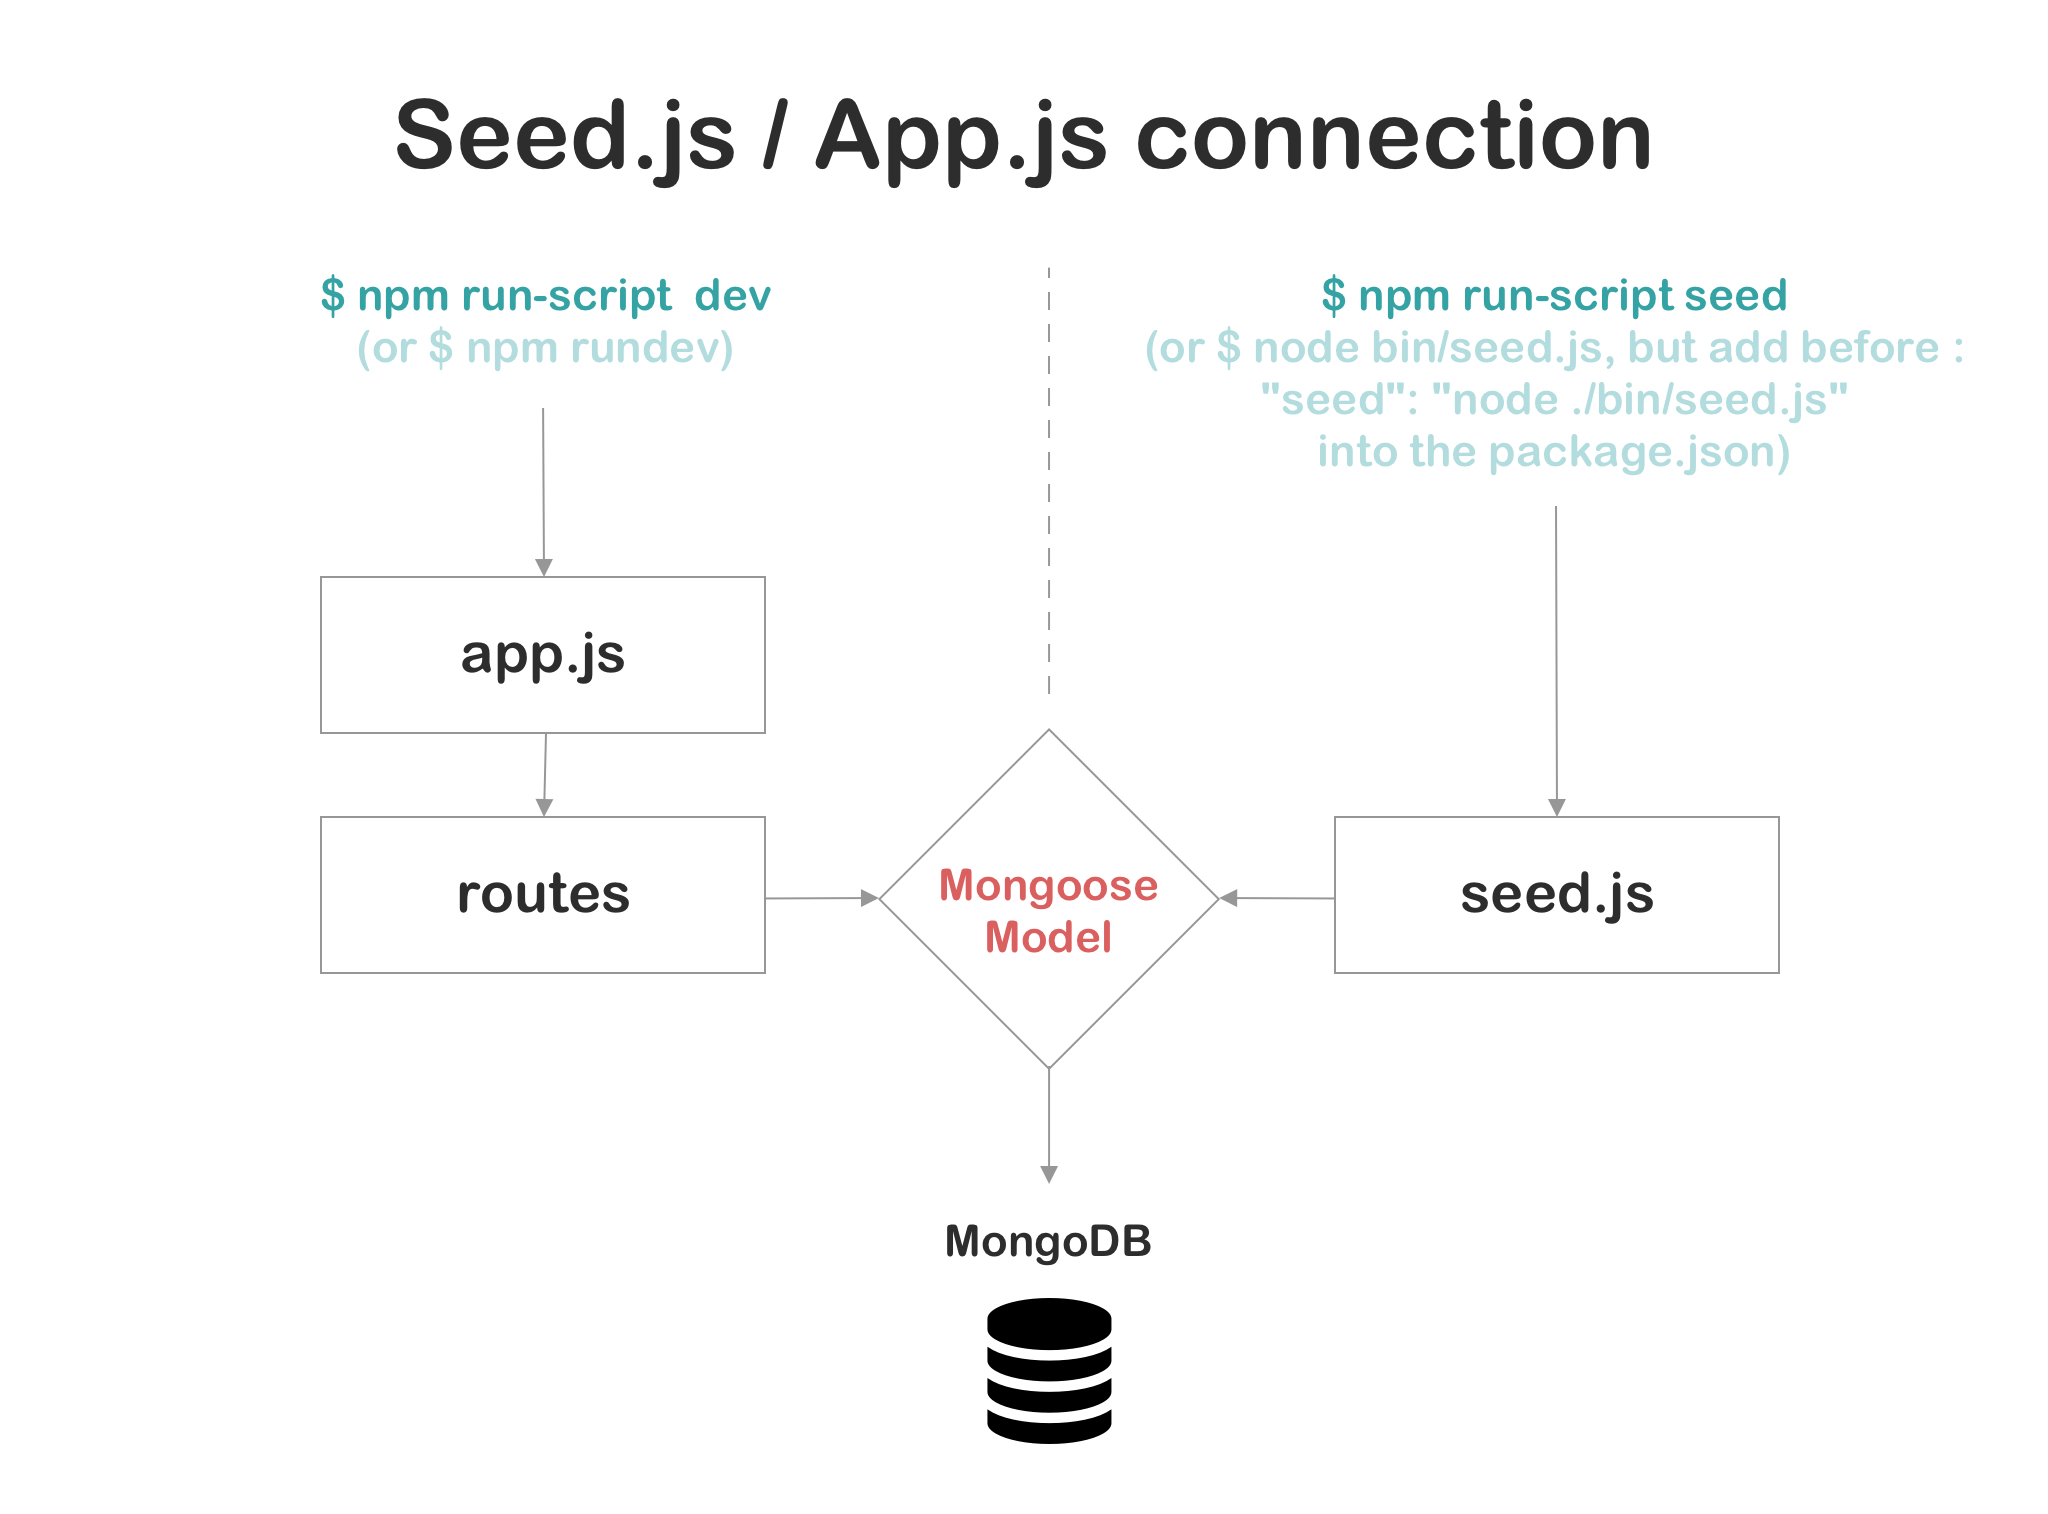 Seed.js / App.js connection
$ npm run-script  dev
(or $ npm rundev)
$ npm run-script seed
(or $ node bin/seed.js, but add before :
"seed": "node ./bin/seed.js"
into the package.json)
app.js
routes
Mongoose
Model
seed.js
MongoDB